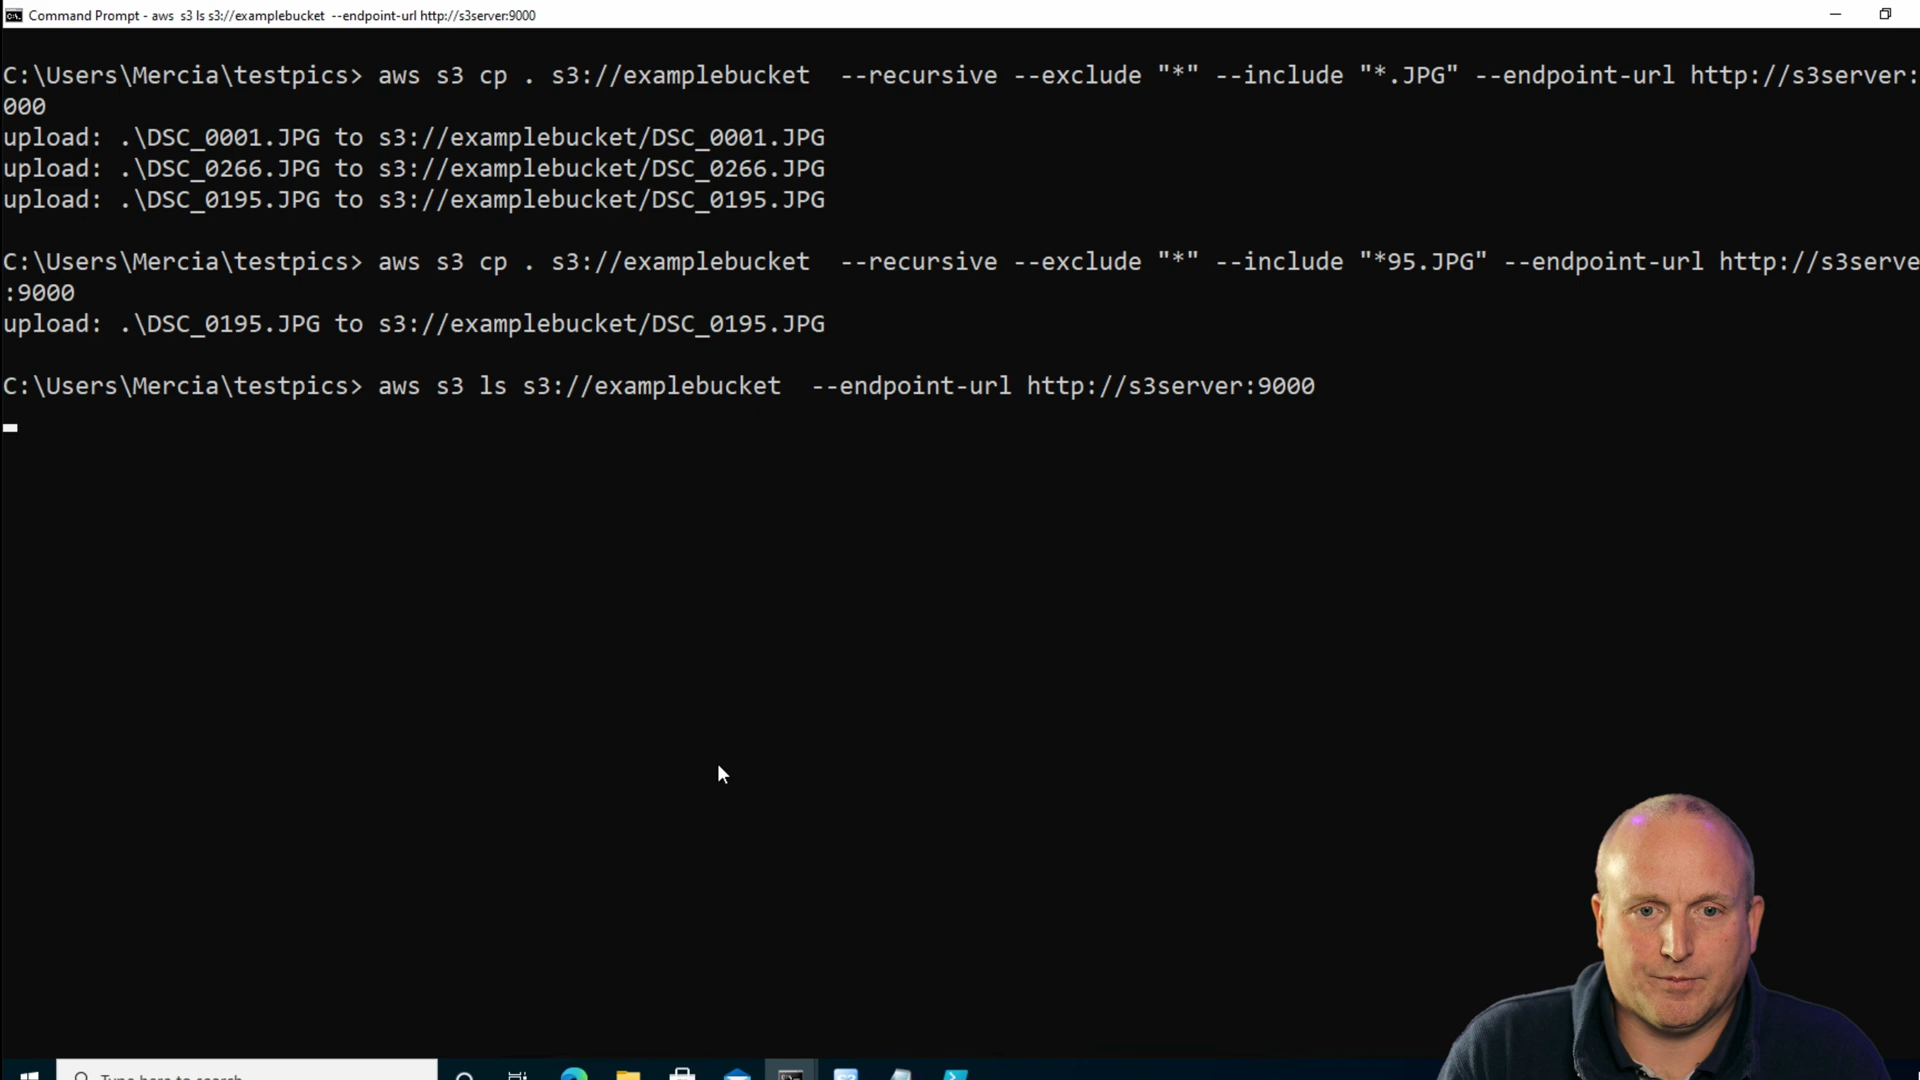 Command Prompt - aws  s3 ls s3://examplebucket  --endpoint-url http://s3server:9000
C:\Users\Mercia\testpics> aws s3 cp . s3://examplebucket  --recursive --exclude "*" --include "*.JPG" --endpoint-url http://s3server:
000
upload: .\DSC_0001.JPG to s3://examplebucket/DSC_0001.JPG
upload: .\DSC_0266.JPG to s3://examplebucket/DSC_0266.JPG
upload: .\DSC_0195.JPG to s3://examplebucket/DSC_0195.JPG
C:\Users\Mercia\testpics> aws s3 cp . s3://examplebucket  --recursive --exclude "*" --include "*95.JPG" --endpoint-url http://s3serve
:9000
upload: .\DSC_0195.JPG to s3://examplebucket/DSC_0195.JPG
C:\Users\Mercia\testpics> aws s3 ls s3://examplebucket  --endpoint-url http://s3server:9000
Type here to search